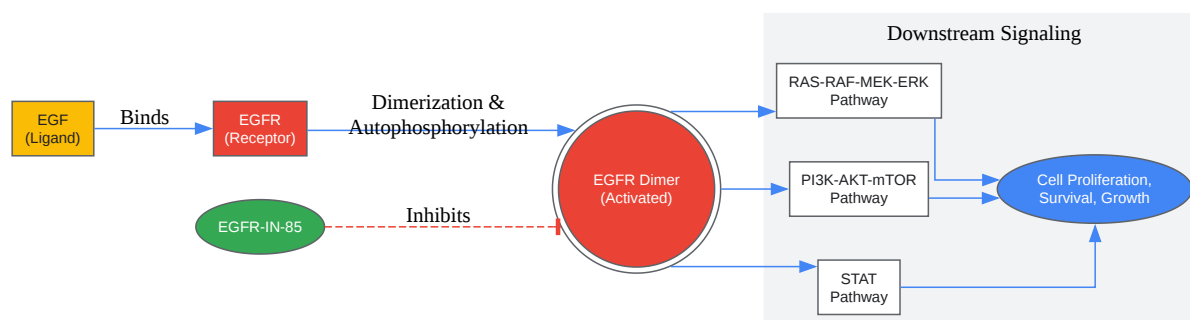 Downstream Signaling
EGF
(Ligand)
Binds
EGFR
(Receptor)
Dimerization &
Autophosphorylation
EGFR-IN-85
Inhibits
EGFR Dimer
(Activated)
RAS-RAF-MEK-ERK
Pathway
PI3K-AKT-mTOR
Pathway
STAT
Pathway
Cell Proliferation,
Survival, Growth